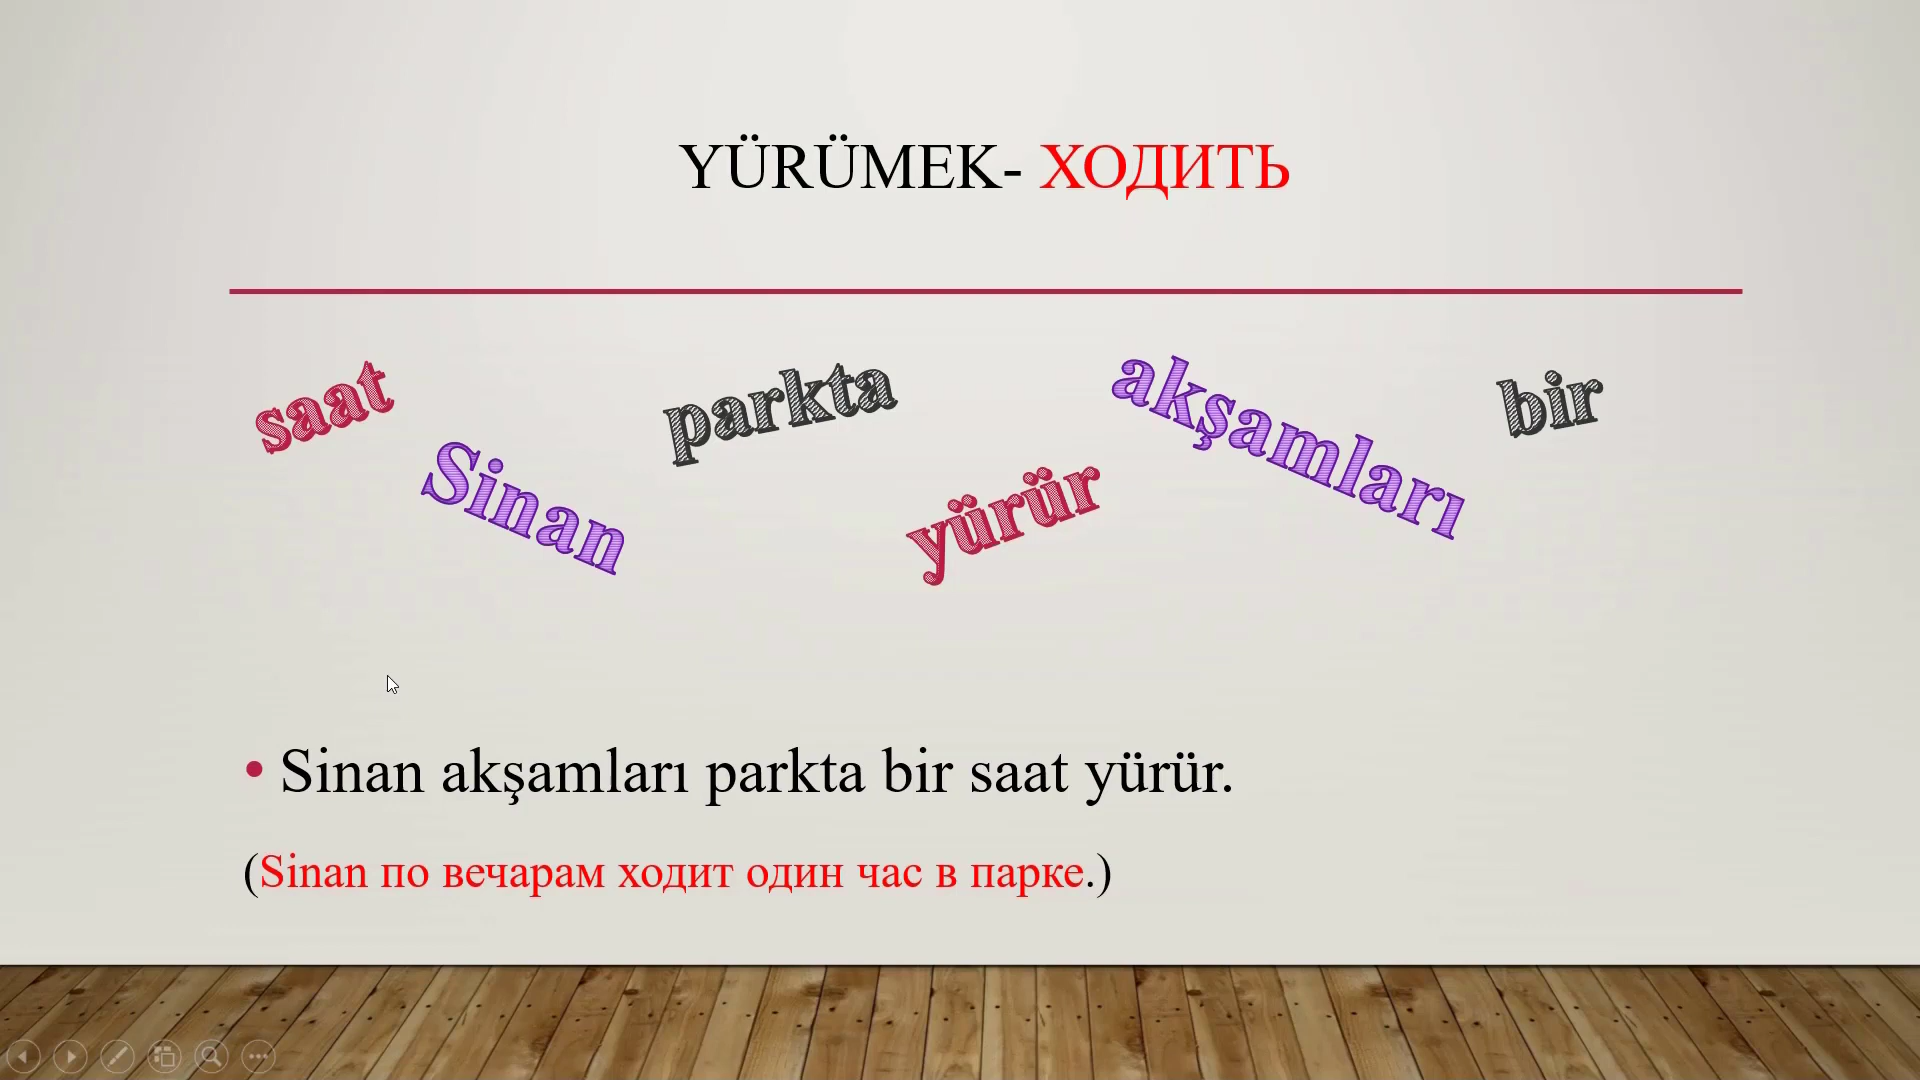 YÜRÜMEK- ХОДИТЬ
saat
Sinan
parkta
yürür
akşamları
bir
• Sinan akşamları parkta bir saat yürür.
(Sinan по вечарам ходит один час в парке.)